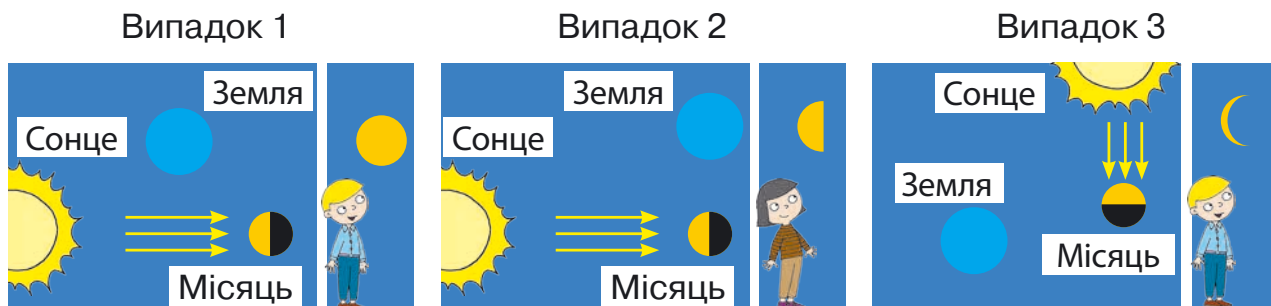 Випадок 1
Земля
Сонце
Місяць
Випадок 2
Земля
Сонце
Місяць
Випадок 3
Сонце
Земля
Місяць